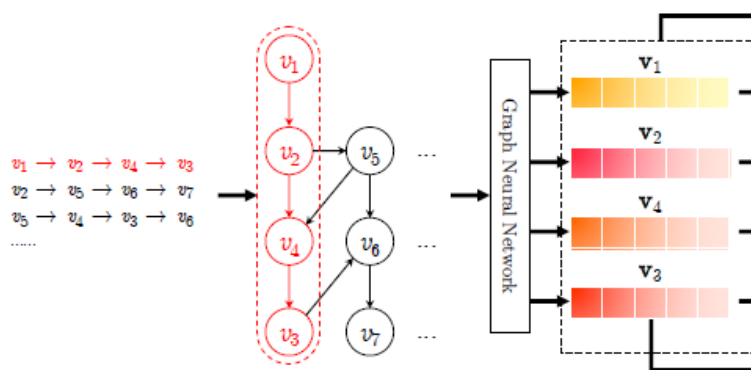 v₁ → v₂ → v₄ → v₃
v₂ → v₅ → v₆ → v₇
v₅ → v₄ → v₃ → v₆
......
v₁
v₂
v₅
...
v₄
v₆
...
v₃
v₇
...
Graph Neural Network
v₁
v₂
v₄
v₃